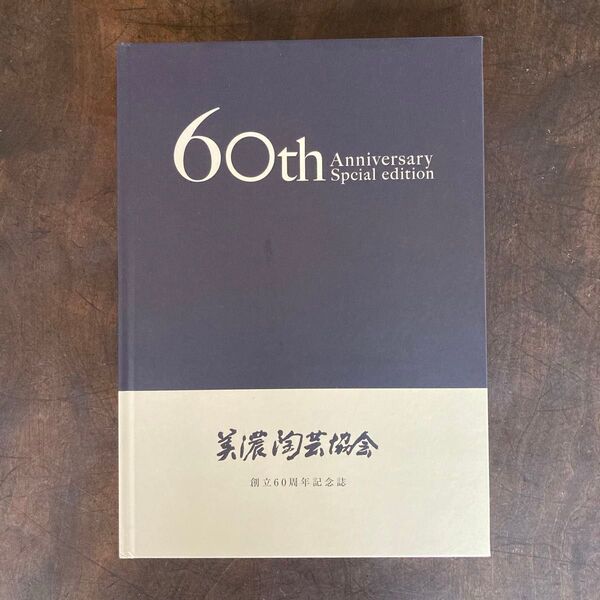 60th Anniversary
Spcial edition
美濃陶芸協会
創立60周年記念誌